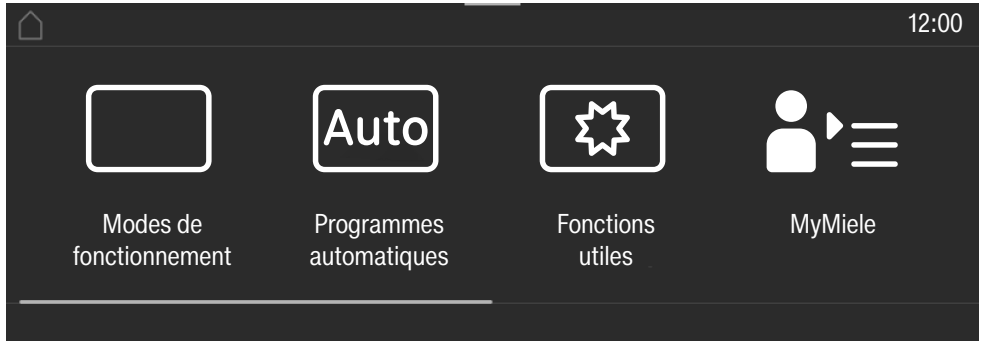 12:00
Auto
Modes de
fonctionnement
Programmes
automatiques
Fonctions
utiles
MyMiele